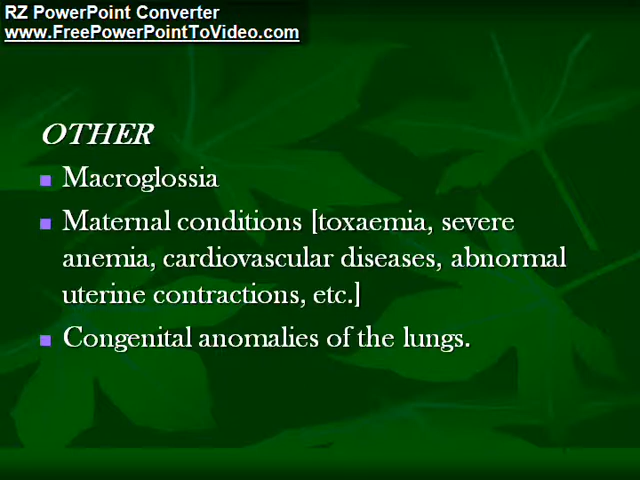 RZ PowerPoint Converter
www.FreePowerPointToVideo.com
OTHER
Macroglossia
Maternal conditions [toxaemia, severe
anemia, cardiovascular diseases, abnormal
uterine contractions, etc.]
Congenital anomalies of the lungs.